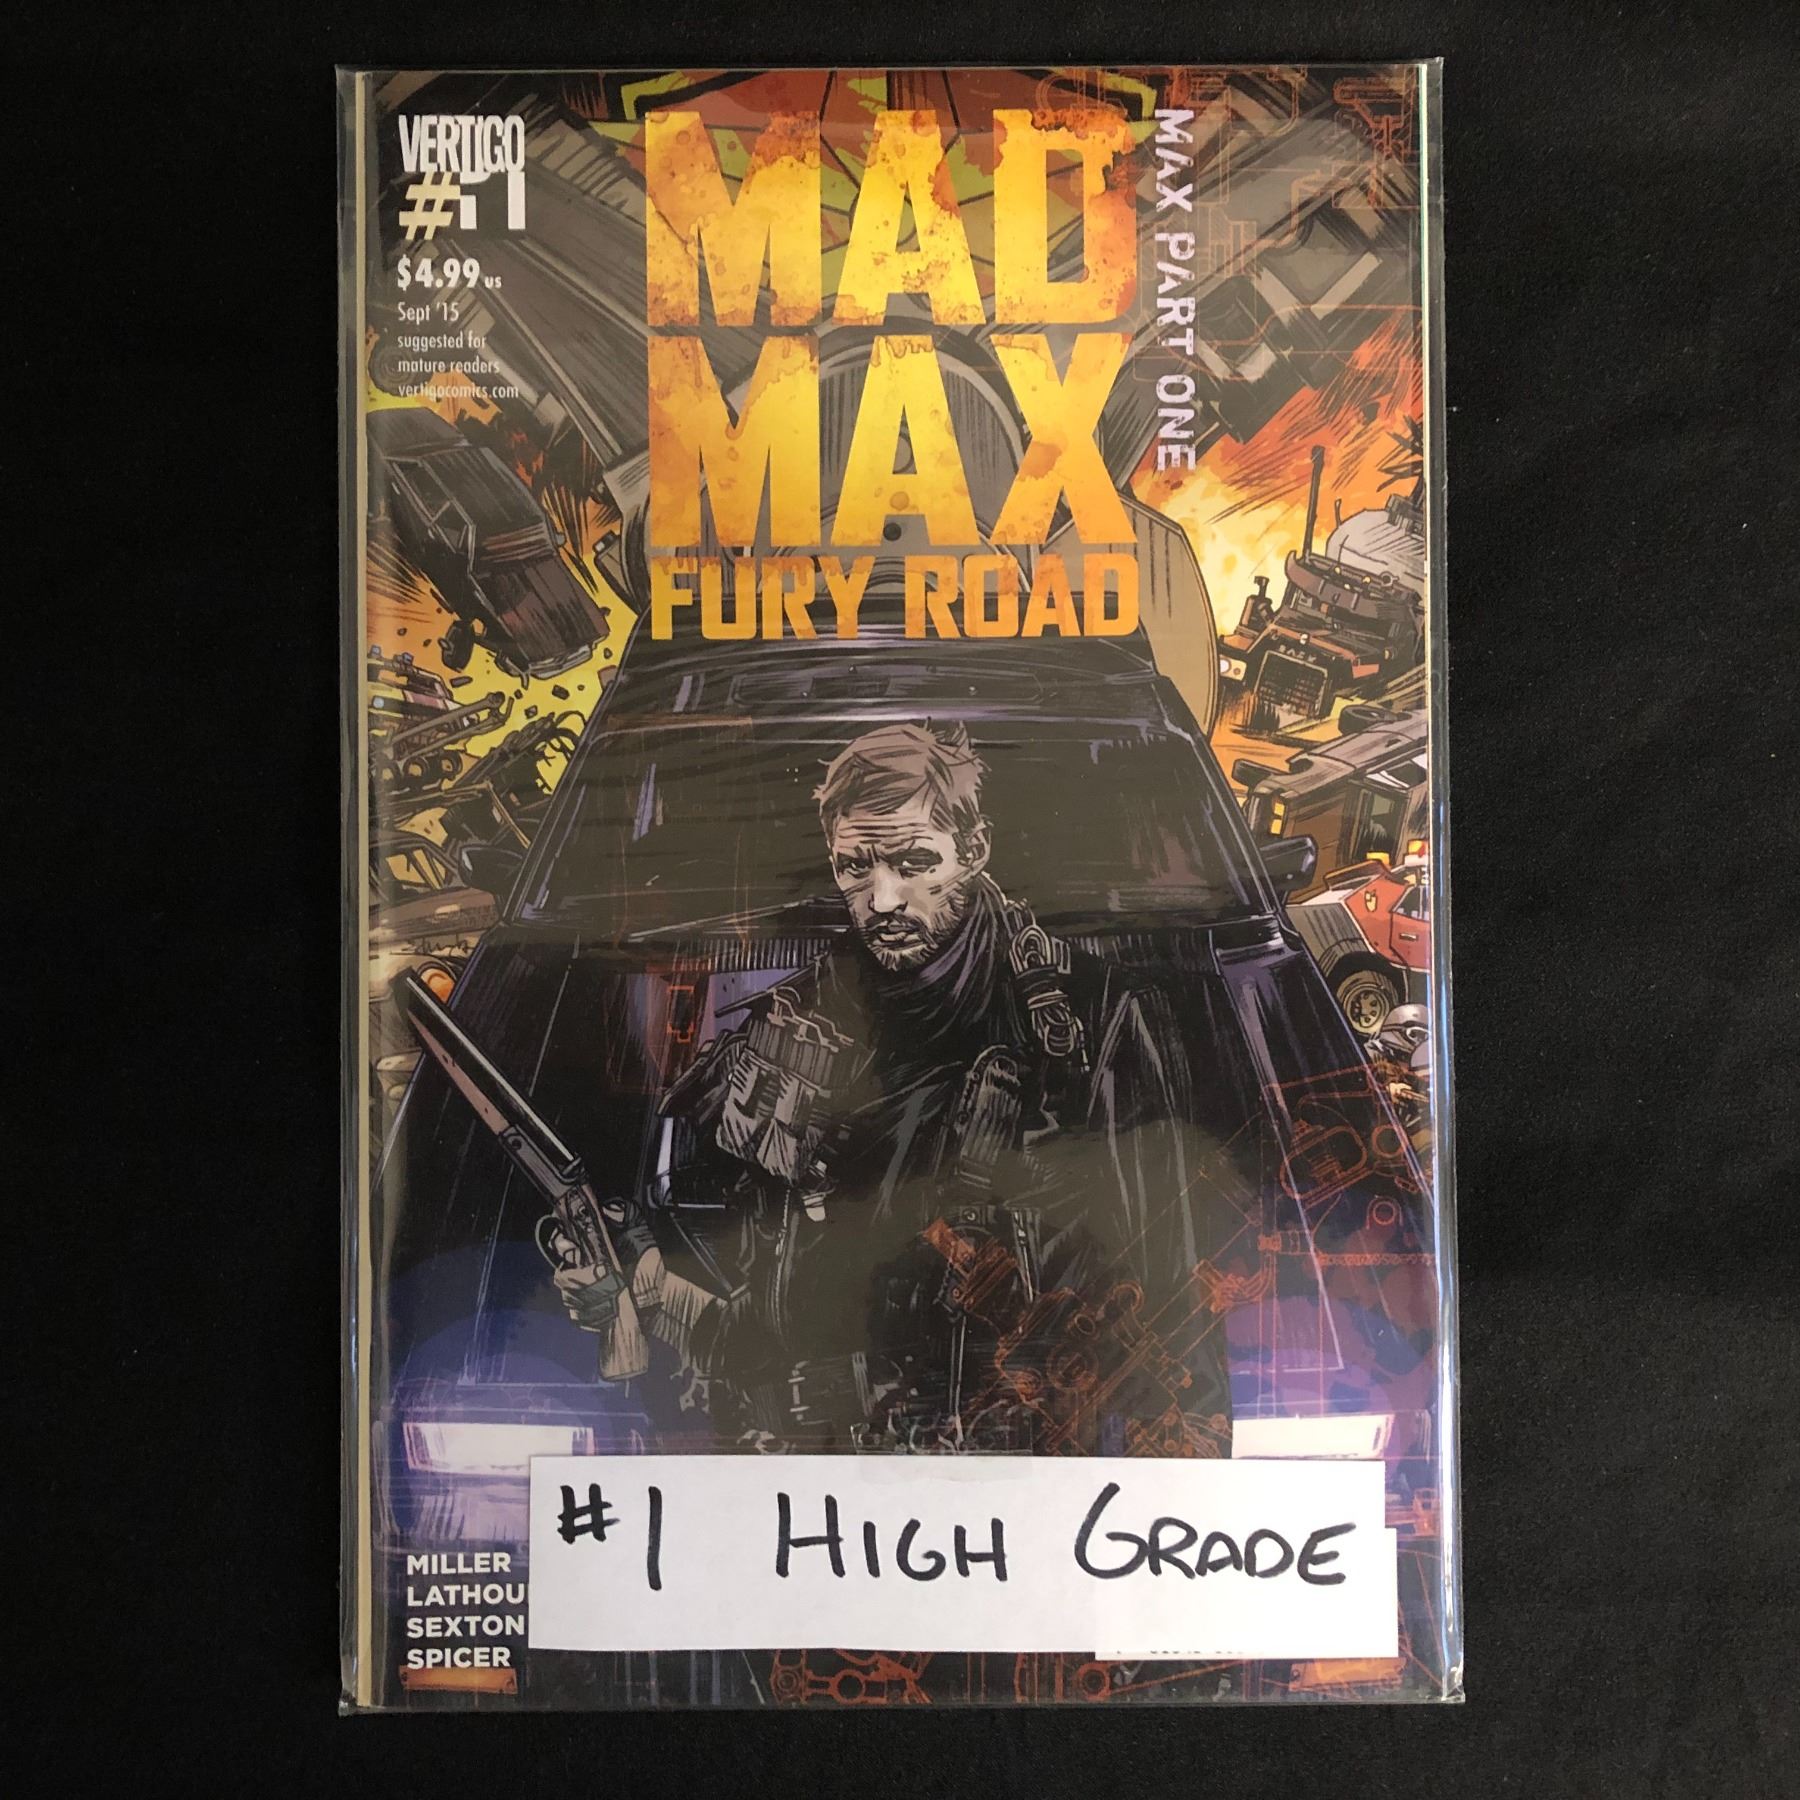 VERTIGO
#1
$4.99 US
Sept '15
suggested for
mature readers
vertigocomics.com
MAD
MAX
FURY ROAD
MAX PART ONE
MILLER
LATHOU
SEXTON
SPICER
#1 HIGH GRADE